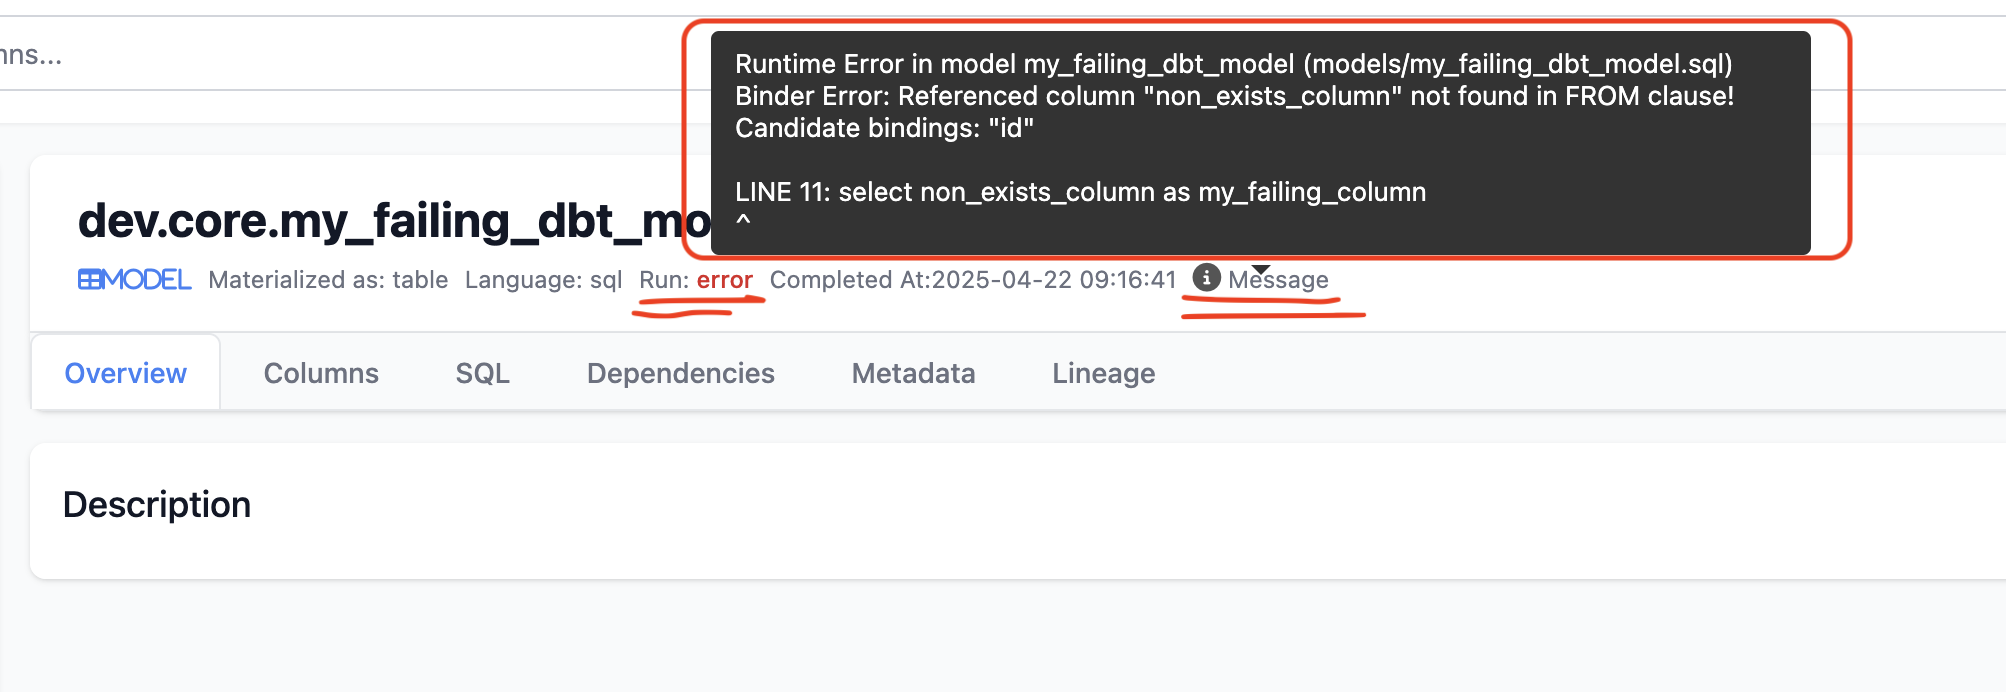 ns...
Runtime Error in model my_failing_dbt_model (models/my_failing_dbt_model.sql)
Binder Error: Referenced column "non_exists_column" not found in FROM clause!
Candidate bindings: "id"
LINE 11: select non_exists_column as my_failing_column
^
dev.core.my_failing_dbt_mo
MODEL Materialized as: table Language: sql Run: error Completed At:2025-04-22 09:16:41 Message
Overview Columns SQL Dependencies Metadata Lineage
Description